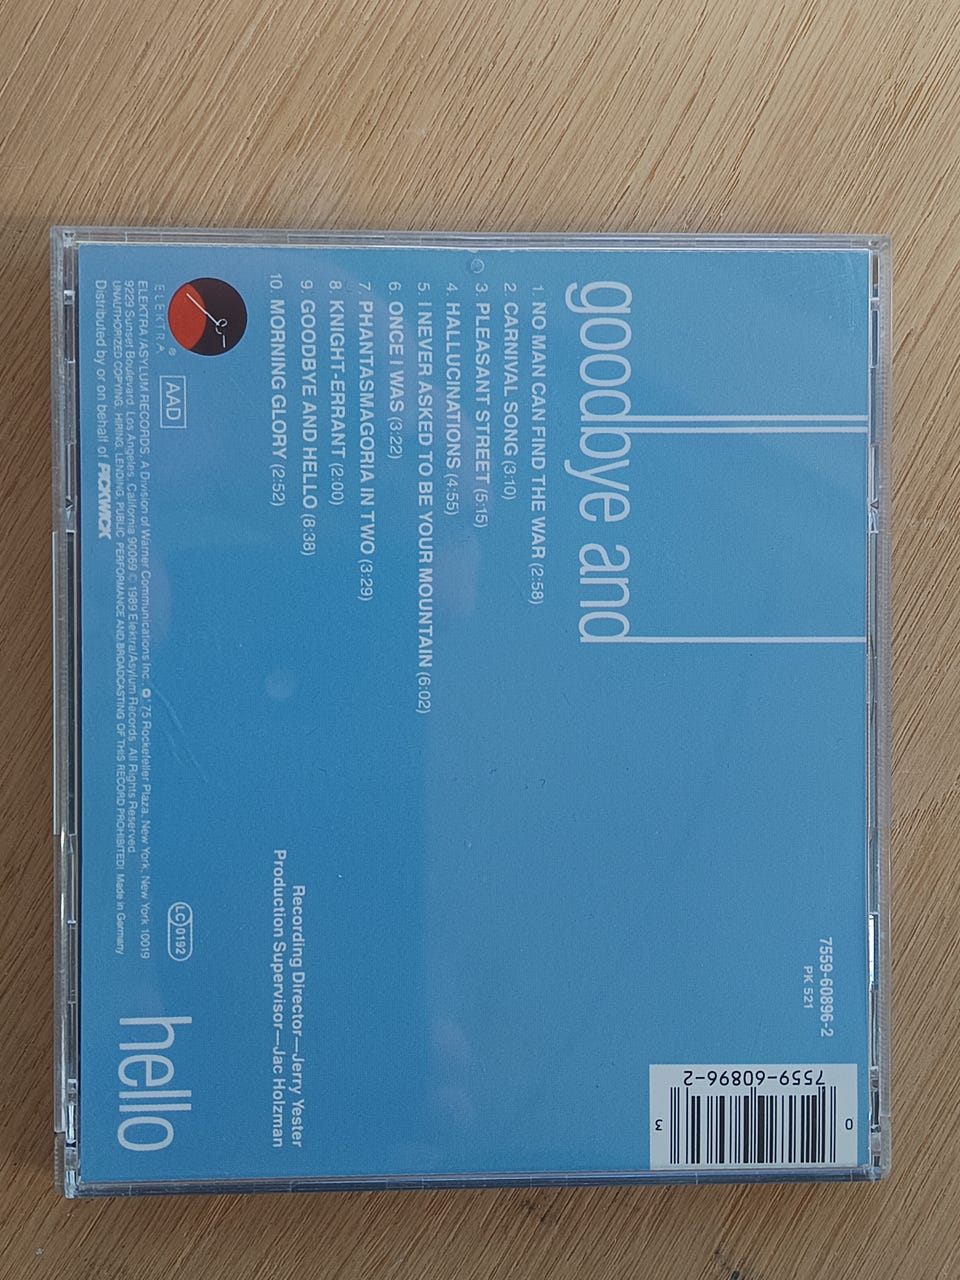 goodbye and
1. NO MAN CAN FIND THE WAR (2:58)
2. CARNIVAL SONG (3:10)
3. PLEASANT STREET (5:15)
4. HALLUCINATIONS (4:55)
5. I NEVER ASKED TO BE YOUR MOUNTAIN (6:02)
6. ONCE I WAS (3:22)
7. PHANTASMAGORIA IN TWO (3:29)
8. KNIGHT-ERRANT (2:00)
9. GOODBYE AND HELLO (8:38)
10. MORNING GLORY (2:52)
7559-60896-2
PK 521
7559-60896-2
0 3
Recording Director—Jerry Yester
Production Supervisor—Jac Holzman
ELEKTRA ®
AAD
LC 0192
ELEKTRA/ASYLUM RECORDS, A Division of Warner Communications Inc., ℗ ' 75 Rockefeller Plaza, New York, New York 10019
9229 Sunset Boulevard, Los Angeles, California 90069 © 1989 Elektra/Asylum Records. All Rights Reserved.
UNAUTHORIZED COPYING, HIRING, LENDING, PUBLIC PERFORMANCE AND BROADCASTING OF THIS RECORD PROHIBITED! Made in Germany
Distributed by or on behalf of PICKWICK
hello